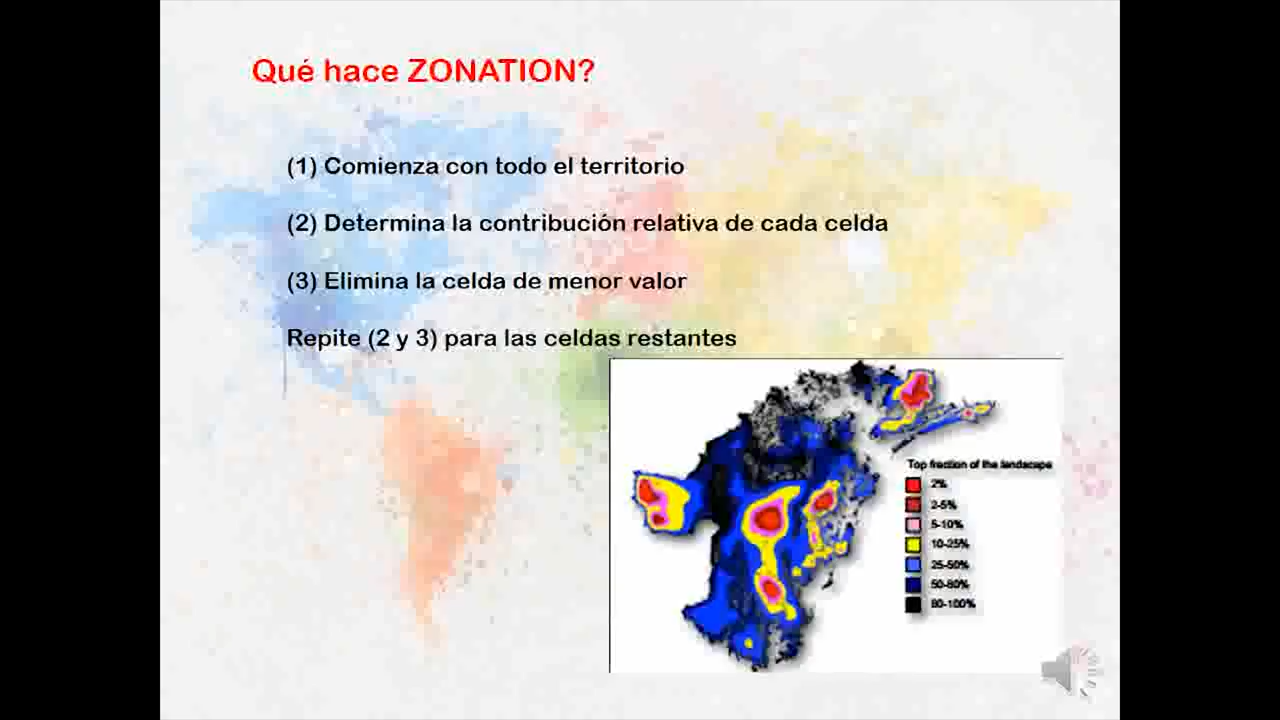 Qué hace ZONATION?
(1) Comienza con todo el territorio
(2) Determina la contribución relativa de cada celda
(3) Elimina la celda de menor valor
Repite (2 y 3) para las celdas restantes
Top fraction of the landscape
2%
2-5%
5-10%
10-25%
25-50%
50-80%
80-100%